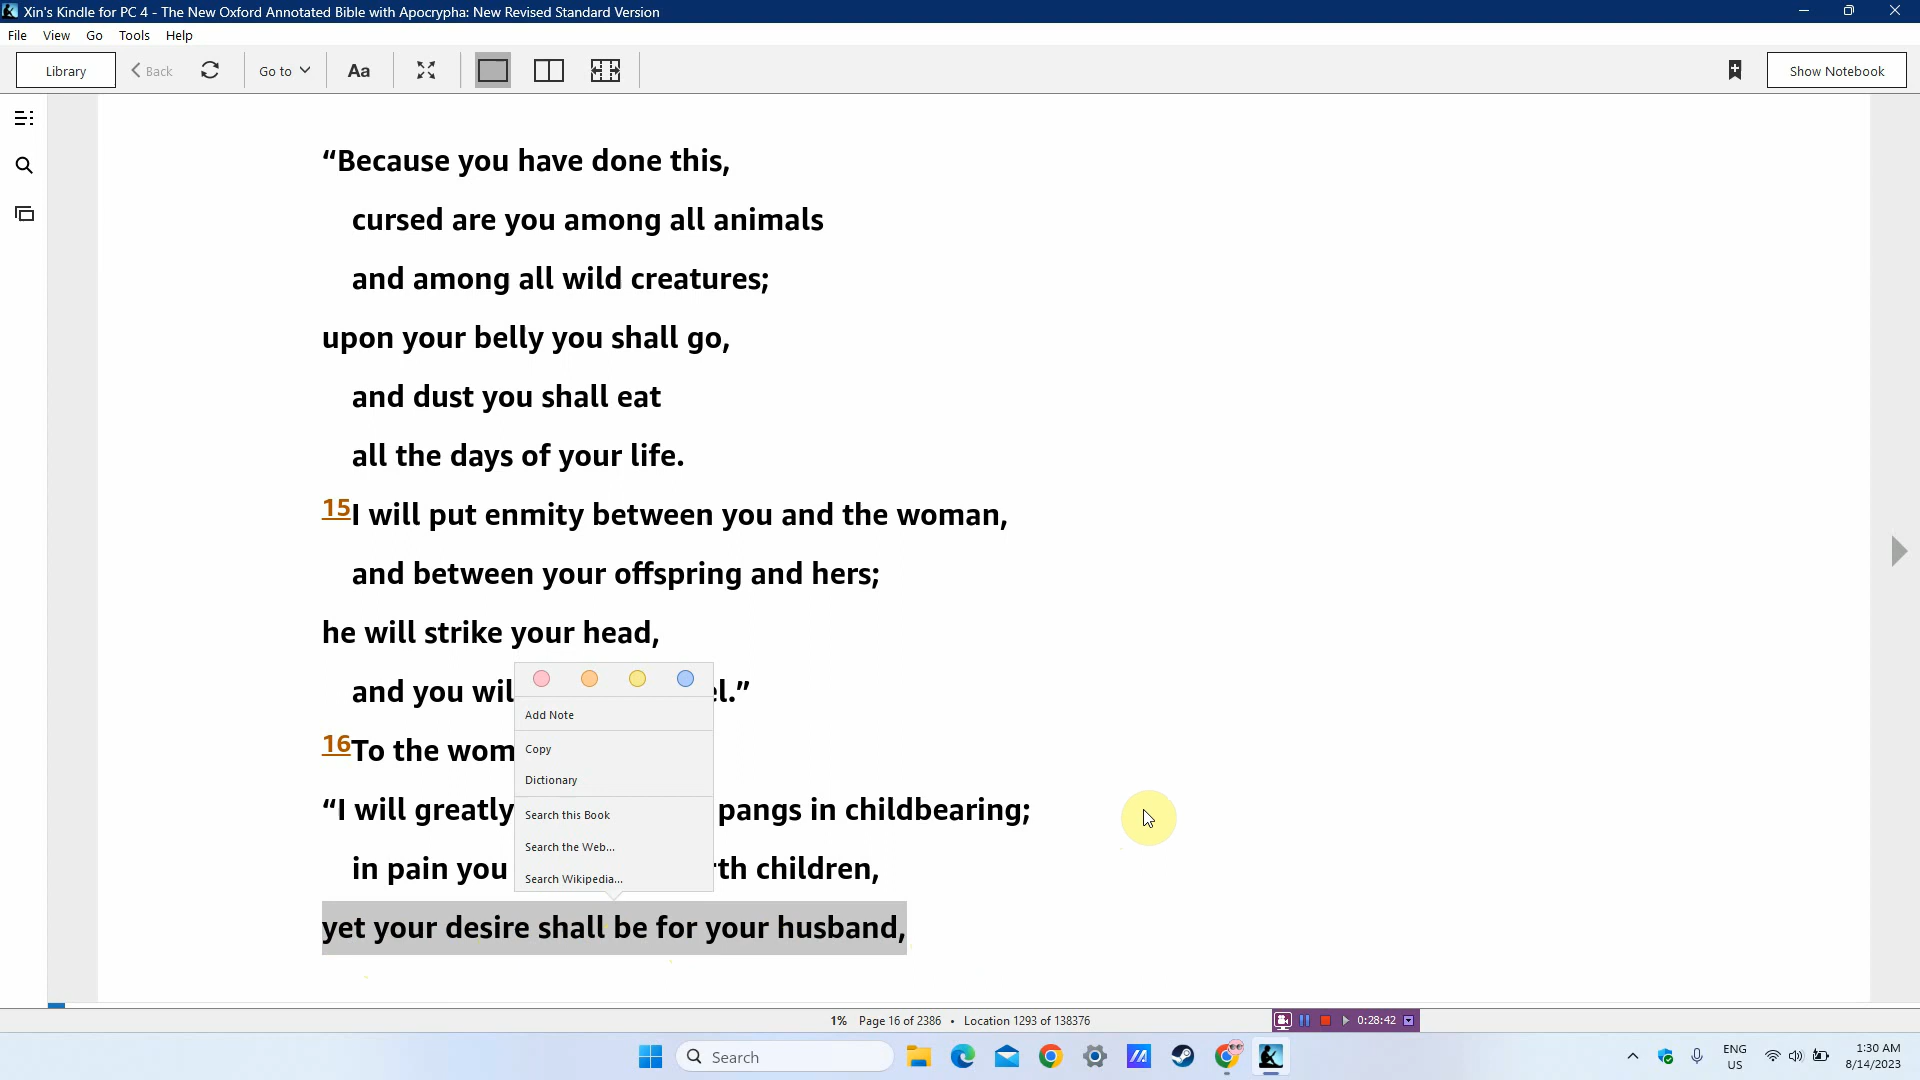 Xin's Kindle for PC 4 - The New Oxford Annotated Bible with Apocrypha: New Revised Standard Version
File View Go Tools Help
Library Back Go to Aa Show Notebook
“Because you have done this,
cursed are you among all animals
and among all wild creatures;
upon your belly you shall go,
and dust you shall eat
all the days of your life.
15I will put enmity between you and the woman,
and between your offspring and hers;
he will strike your head,
and you wil l.”
16To the wom
“I will greatly pangs in childbearing;
in pain you th children,
yet your desire shall be for your husband,
Add Note
Copy
Dictionary
Search this Book
Search the Web...
Search Wikipedia...
1% Page 16 of 2386 • Location 1293 of 138376
0:28:42
Search
ENG
US
1:30 AM
8/14/2023